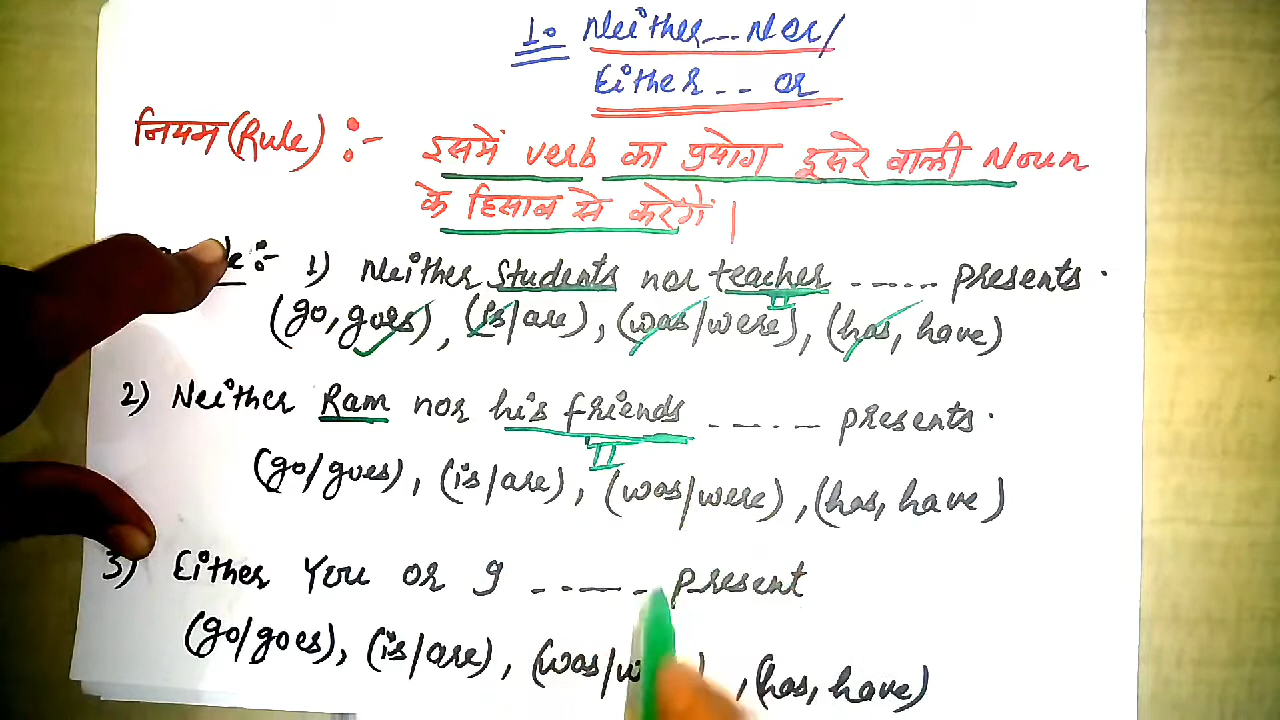 1. Neither...Nor/
Either -- or
नियम (Rule) :- इसमें verb का प्रयोग दूसरे वाली Noun
के हिसाब से करेगें।
:- 1) Neither Students nor teacher ...... presents.
II
(go, goes), (is/are), (was/were), (has, have)
2) Neither Ram nor his friends ------ presents.
II
(go/goes), (is/are), (was/were), (has, have)
3) Either You or I ------ present
(go/goes), (is/are), (was/, (has, have)